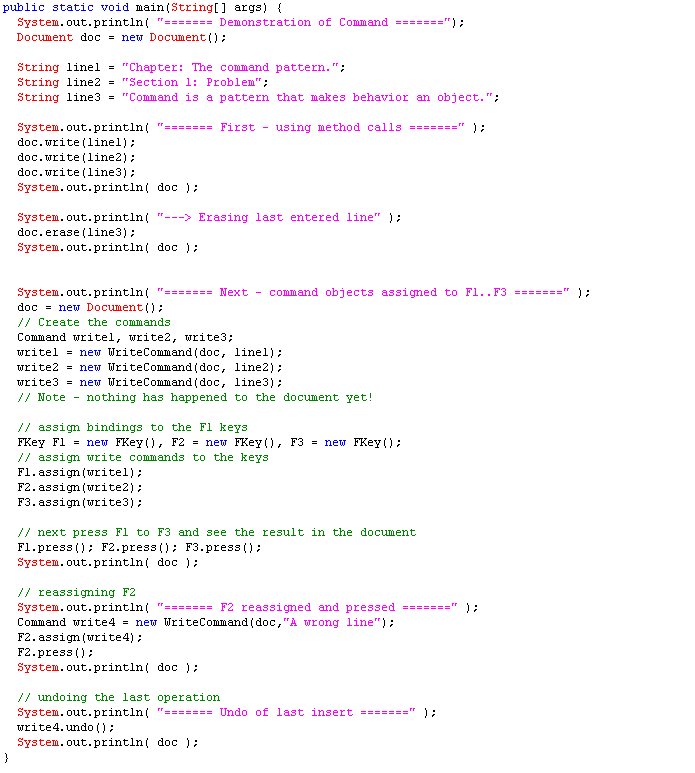 public static void main(String[] args) {
  System.out.println( "======= Demonstration of Command =======");
  Document doc = new Document();

  String line1 = "Chapter: The command pattern.";
  String line2 = "Section 1: Problem";
  String line3 = "Command is a pattern that makes behavior an object.";

  System.out.println( "======= First - using method calls =======" );
  doc.write(line1);
  doc.write(line2);
  doc.write(line3);
  System.out.println( doc );

  System.out.println( "---> Erasing last entered line" );
  doc.erase(line3);
  System.out.println( doc );


  System.out.println( "======= Next - command objects assigned to F1..F3 =======" );
  doc = new Document();
  // Create the commands
  Command write1, write2, write3;
  write1 = new WriteCommand(doc, line1);
  write2 = new WriteCommand(doc, line2);
  write3 = new WriteCommand(doc, line3);
  // Note - nothing has happened to the document yet!

  // assign bindings to the F1 keys
  FKey F1 = new FKey(), F2 = new FKey(), F3 = new FKey();
  // assign write commands to the keys
  F1.assign(write1);
  F2.assign(write2);
  F3.assign(write3);

  // next press F1 to F3 and see the result in the document
  F1.press(); F2.press(); F3.press();
  System.out.println( doc );

  // reassigning F2
  System.out.println( "======= F2 reassigned and pressed =======" );
  Command write4 = new WriteCommand(doc,"A wrong line");
  F2.assign(write4);
  F2.press();
  System.out.println( doc );

  // undoing the last operation
  System.out.println( "======= Undo of last insert =======" );
  write4.undo();
  System.out.println( doc );
}